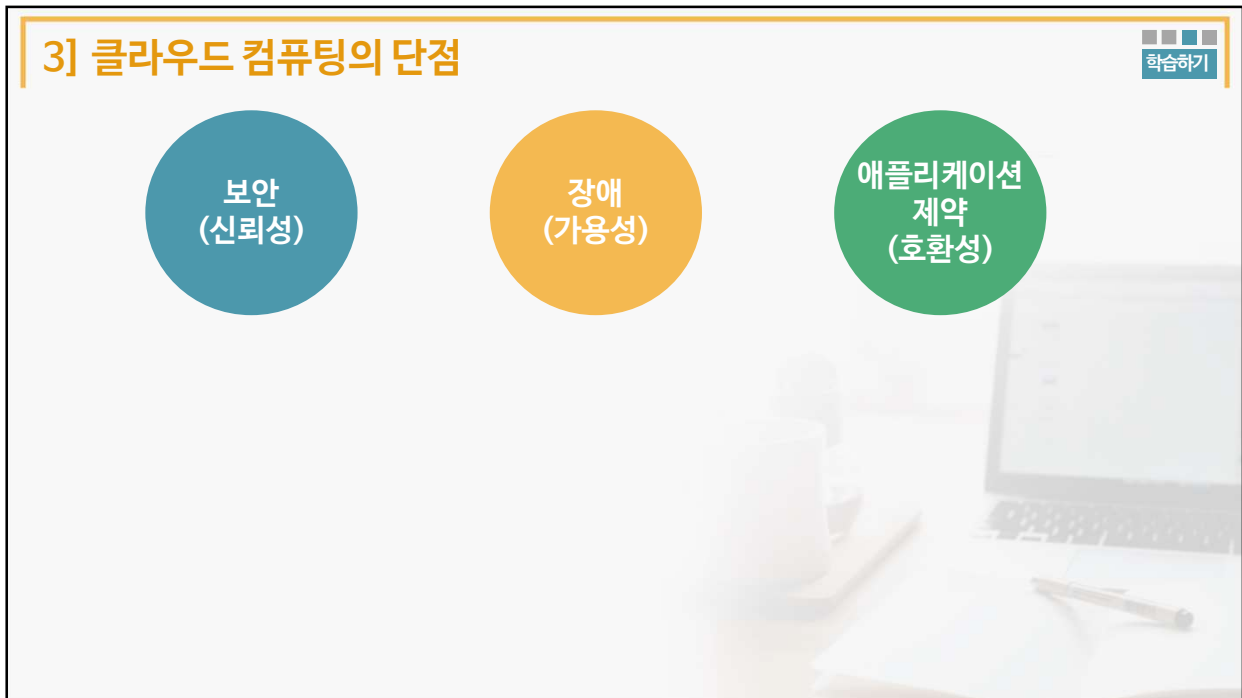 3] 클라우드 컴퓨팅의 단점
학습하기
보안
(신뢰성)
장애
(가용성)
애플리케이션
제약
(호환성)